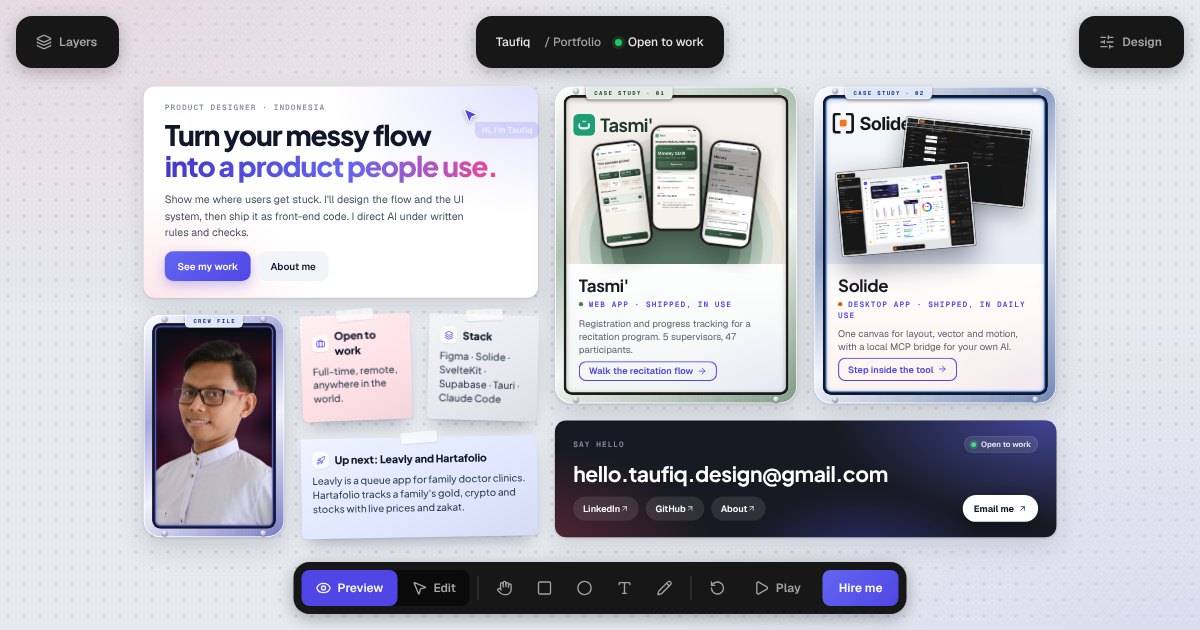 Layers
Taufiq / Portfolio Open to work
Design
PRODUCT DESIGNER · INDONESIA
Turn your messy flow
into a product people use.
Hi, I'm Taufiq
Show me where users get stuck. I'll design the flow and the UI
system, then ship it as front-end code. I direct AI under written
rules and checks.
See my work
About me
CREW FILE
Open to
work
Full-time, remote,
anywhere in the
world.
Stack
Figma · Solide ·
SvelteKit ·
Supabase · Tauri ·
Claude Code
Up next: Leavly and Hartafolio
Leavly is a queue app for family doctor clinics.
Hartafolio tracks a family's gold, crypto and
stocks with live prices and zakat.
CASE STUDY · 01
Tasmi'
Tasmi'
WEB APP · SHIPPED, IN USE
Registration and progress tracking for a
recitation program. 5 supervisors, 47
participants.
Walk the recitation flow →
CASE STUDY · 02
Solide
Solide
DESKTOP APP · SHIPPED, IN DAILY
USE
One canvas for layout, vector and motion,
with a local MCP bridge for your own AI.
Step inside the tool →
SAY HELLO
Open to work
hello.taufiq.design@gmail.com
LinkedIn ↗
GitHub ↗
About ↗
Email me ↗
Preview
Edit
Play
Hire me